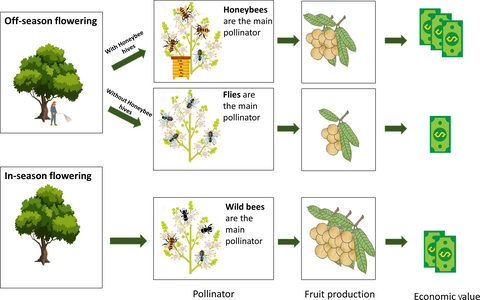 Off-season flowering
With Honeybee
hives
Without Honeybee
hives
Honeybees
are the main
pollinator
$
$
$
Flies are
the main
pollinator
$
In-season flowering
Wild bees
are the
main
pollinator
$
$
Pollinator
Fruit production
Economic value